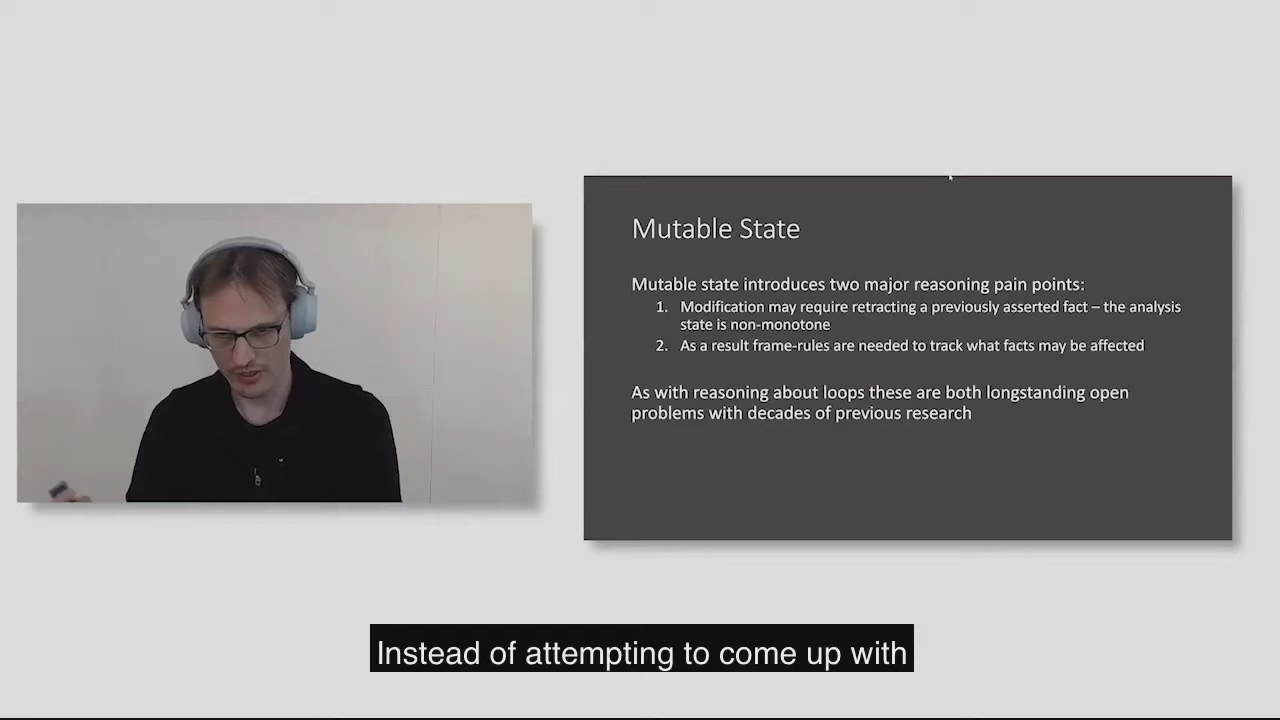 Mutable State
Mutable state introduces two major reasoning pain points:
1. Modification may require retracting a previously asserted fact – the analysis
state is non-monotone
2. As a result frame-rules are needed to track what facts may be affected
As with reasoning about loops these are both longstanding open
problems with decades of previous research
Instead of attempting to come up with